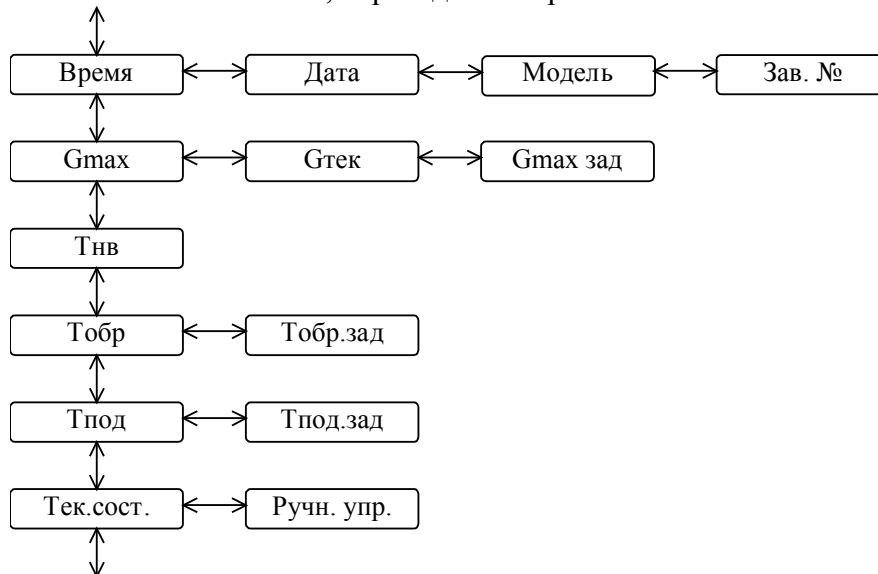 Время Дата Модель Зав. №
Gmax Gтек Gmax зад
Тнв
Тобр Тобр.зад
Тпод Тпод.зад
Тек.сост. Ручн. упр.